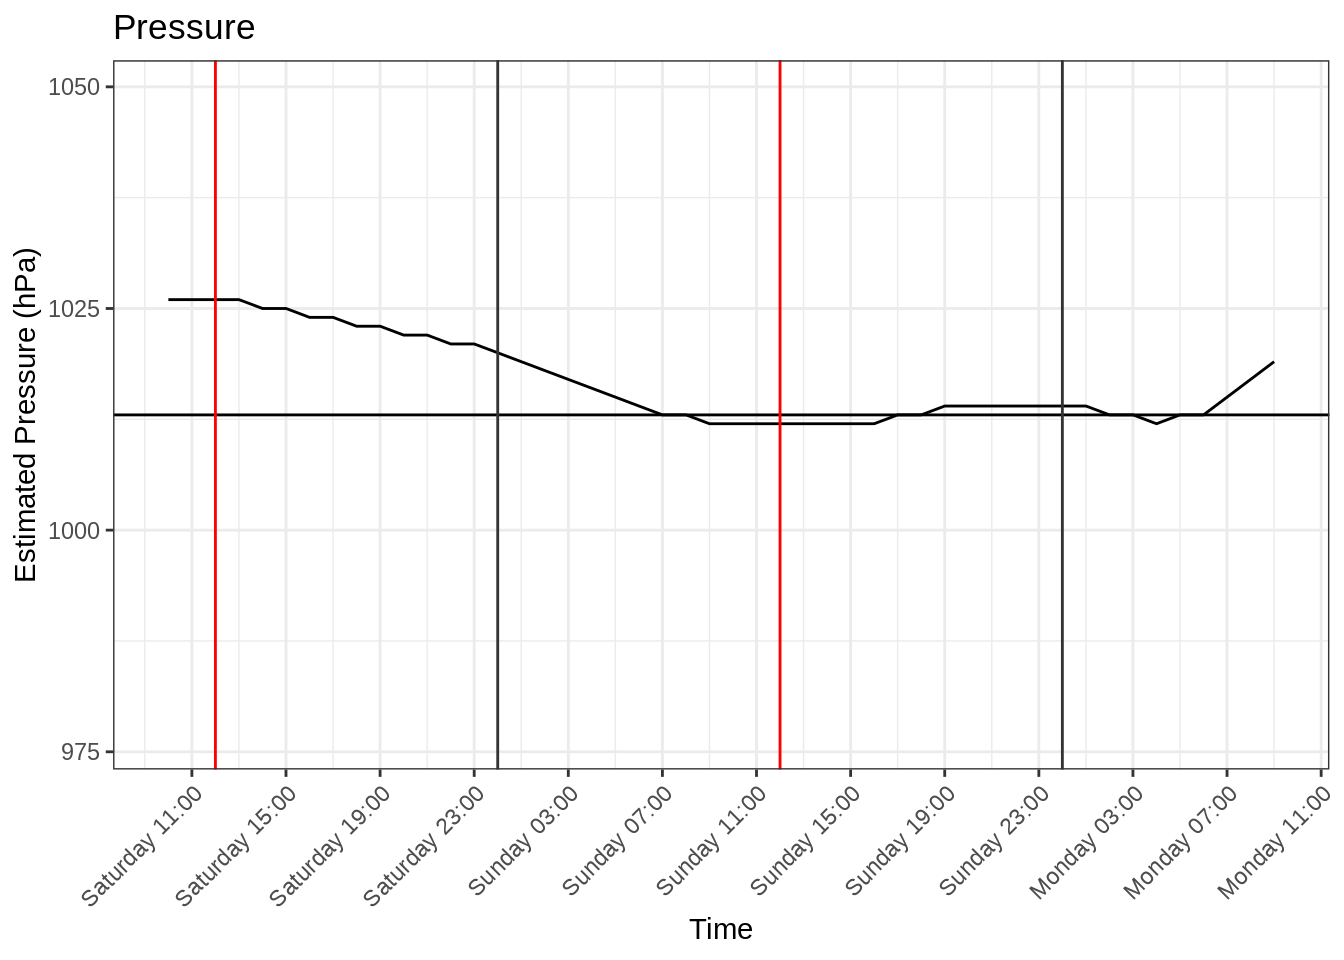 Pressure
Estimated Pressure (hPa)
1050
1025
1000
975
Saturday 11:00
Saturday 15:00
Saturday 19:00
Saturday 23:00
Sunday 03:00
Sunday 07:00
Sunday 11:00
Sunday 15:00
Sunday 19:00
Sunday 23:00
Monday 03:00
Monday 07:00
Monday 11:00
Time